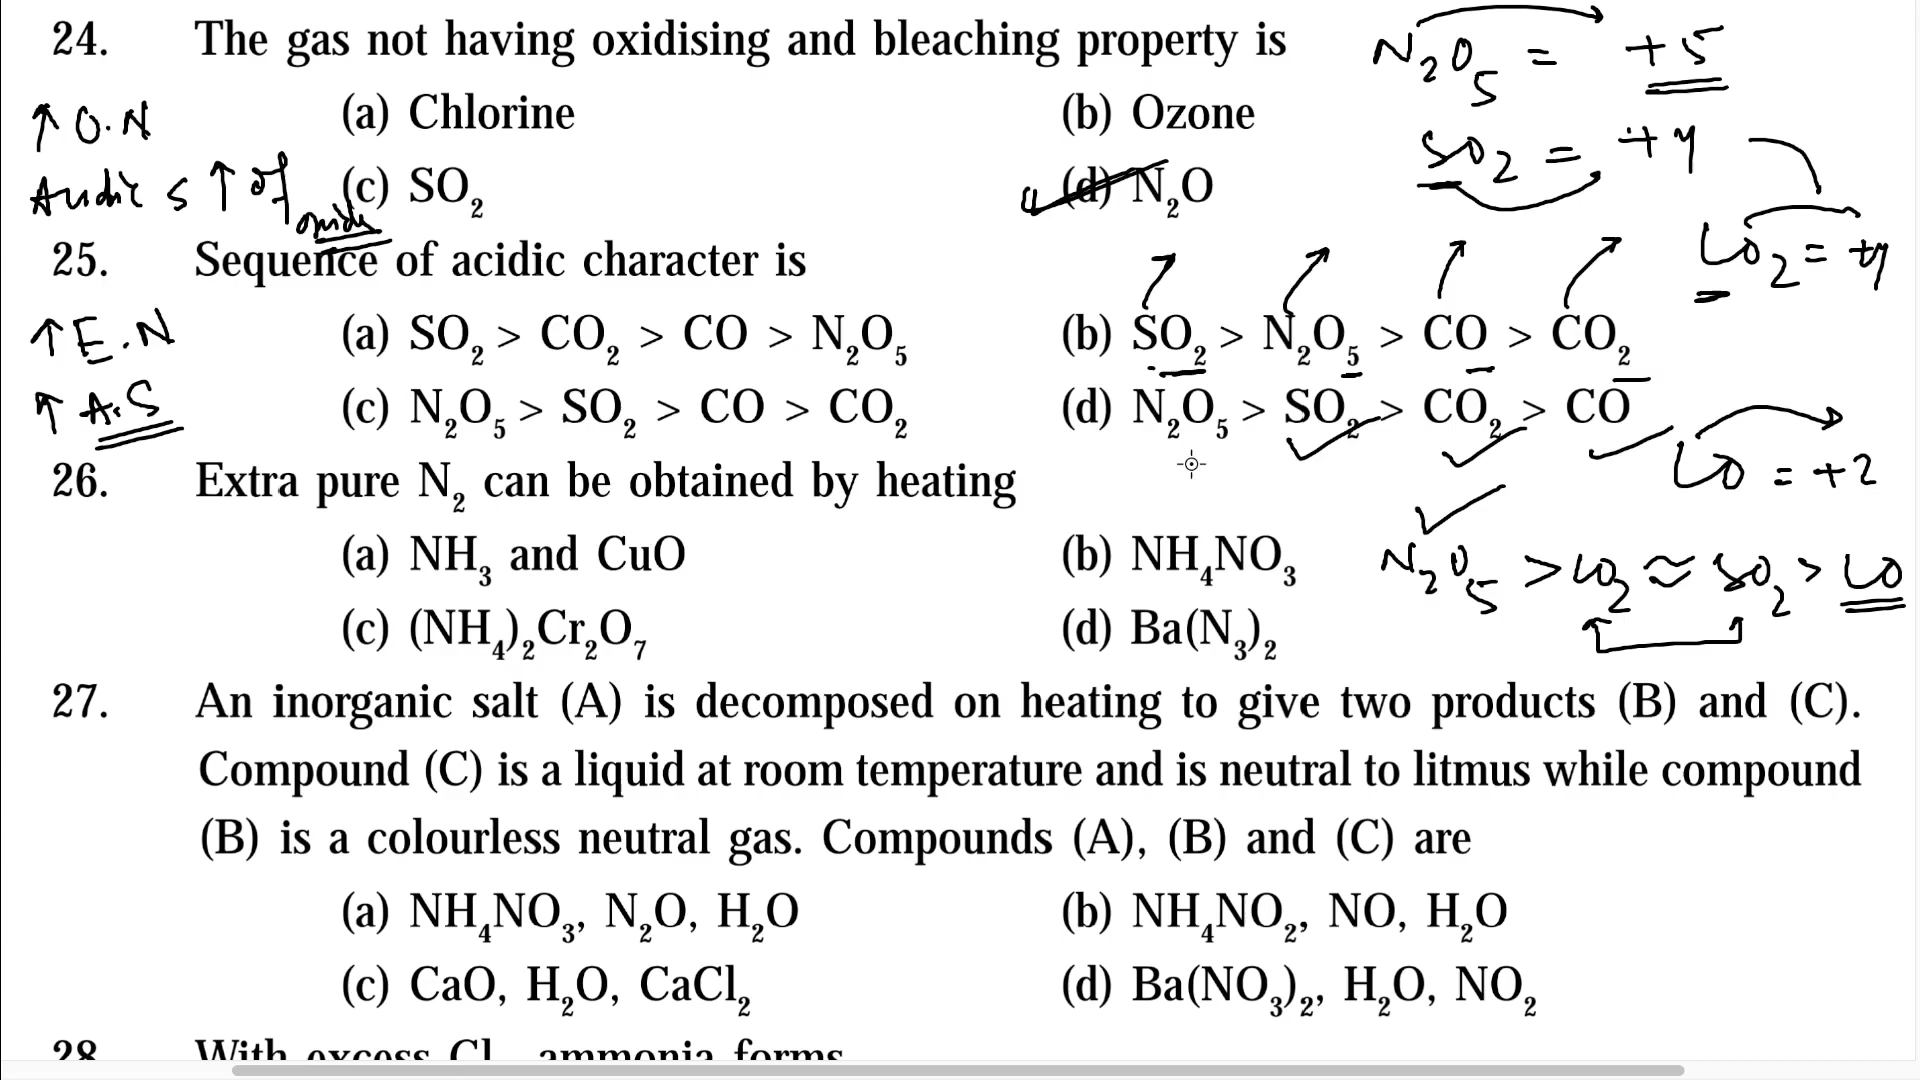 24. The gas not having oxidising and bleaching property is
N₂O₅ = +5
(a) Chlorine (b) Ozone
↑ O.N
SO₂ = +4
(c) SO₂ (d) N₂O
S ↑ of oxide
25. Sequence of acidic character is
CO₂ = +4
(a) SO₂ > CO₂ > CO > N₂O₅ (b) SO₂ > N₂O₅ > CO > CO₂
↑ E.N
(c) N₂O₅ > SO₂ > CO > CO₂ (d) N₂O₅ > SO₂ > CO₂ > CO
↑ A.S
CO = +2
26. Extra pure N₂ can be obtained by heating
(a) NH₃ and CuO (b) NH₄NO₃
N₂O₅ > CO₂ ≈ SO₂ > CO
(c) (NH₄)₂Cr₂O₇ (d) Ba(N₃)₂
27. An inorganic salt (A) is decomposed on heating to give two products (B) and (C).
Compound (C) is a liquid at room temperature and is neutral to litmus while compound
(B) is a colourless neutral gas. Compounds (A), (B) and (C) are
(a) NH₄NO₃, N₂O, H₂O (b) NH₄NO₂, NO, H₂O
(c) CaO, H₂O, CaCl₂ (d) Ba(NO₃)₂, H₂O, NO₂
28 With excess Cl ammonia forms